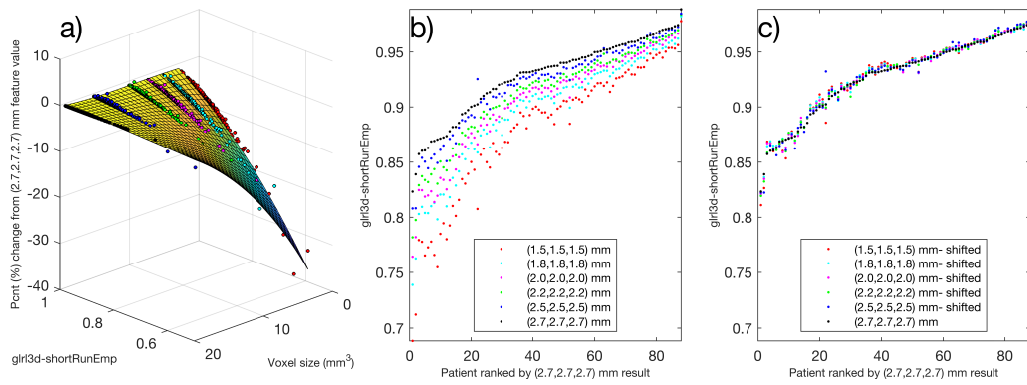 a)
Pcnt (%) change from (2.7,2.7,2.7) mm feature value
10
0
-10
-20
-30
-40
1
0.8
0.6
glrl3d-shortRunEmp
20
10
0
Voxel size (mm³)
b)
glrl3d-shortRunEmp
0.95
0.9
0.85
0.8
0.75
0.7
(1.5,1.5,1.5) mm
(1.8,1.8,1.8) mm
(2.0,2.0,2.0) mm
(2.2,2.2,2.2) mm
(2.5,2.5,2.5) mm
(2.7,2.7,2.7) mm
0 20 40 60 80
Patient ranked by (2.7,2.7,2.7) mm result
c)
glrl3d-shortRunEmp
0.95
0.9
0.85
0.8
0.75
0.7
(1.5,1.5,1.5) mm- shifted
(1.8,1.8,1.8) mm- shifted
(2.0,2.0,2.0) mm- shifted
(2.2,2.2,2.2) mm- shifted
(2.5,2.5,2.5) mm- shifted
(2.7,2.7,2.7) mm
0 20 40 60 80
Patient ranked by (2.7,2.7,2.7) mm result